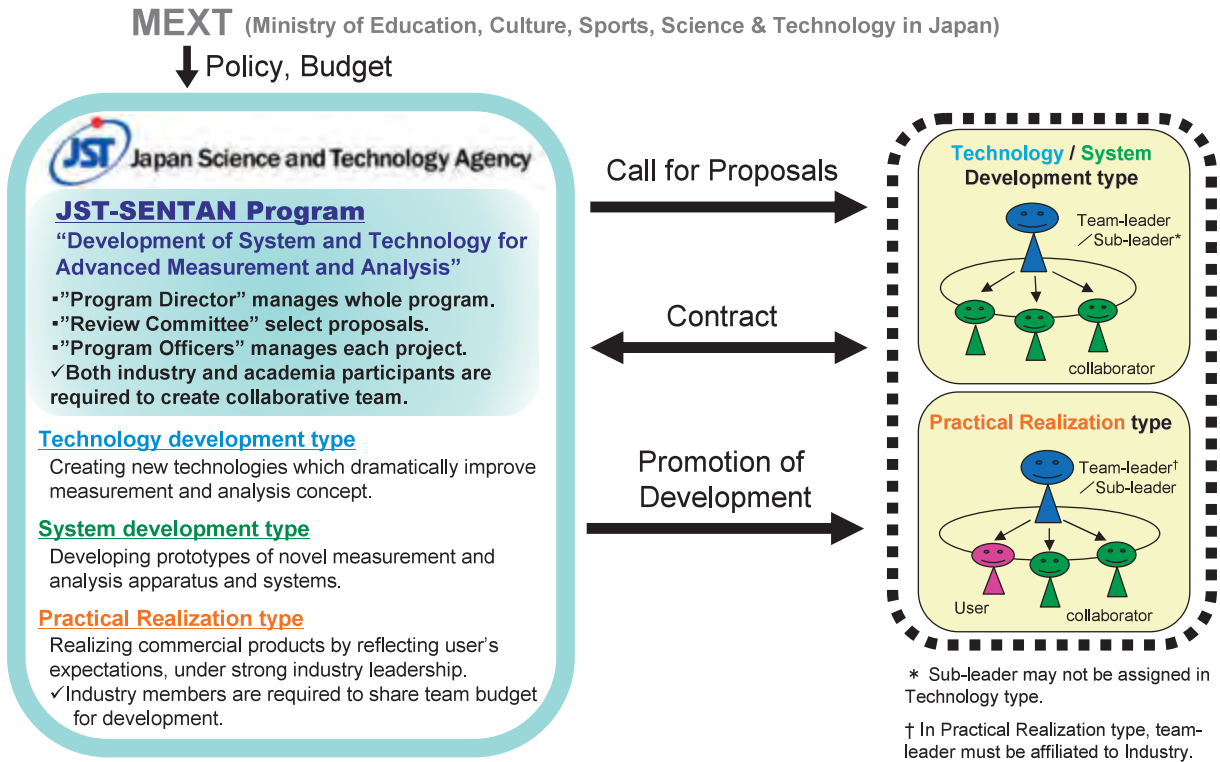 MEXT (Ministry of Education, Culture, Sports, Science & Technology in Japan)
Policy, Budget
JST Japan Science and Technology Agency
JST-SENTAN Program
“Development of System and Technology for
Advanced Measurement and Analysis”
･”Program Director” manages whole program.
･”Review Committee” select proposals.
･”Program Officers” manages each project.
✓Both industry and academia participants are
required to create collaborative team.
Technology development type
Creating new technologies which dramatically improve
measurement and analysis concept.
System development type
Developing prototypes of novel measurement and
analysis apparatus and systems.
Practical Realization type
Realizing commercial products by reflecting user’s
expectations, under strong industry leadership.
✓Industry members are required to share team budget
for development.
Call for Proposals
Contract
Promotion of
Development
Technology / System
Development type
Team-leader
／Sub-leader*
collaborator
Practical Realization type
Team-leader†
／Sub-leader
User
collaborator
* Sub-leader may not be assigned in
Technology type.
† In Practical Realization type, team-
leader must be affiliated to Industry.